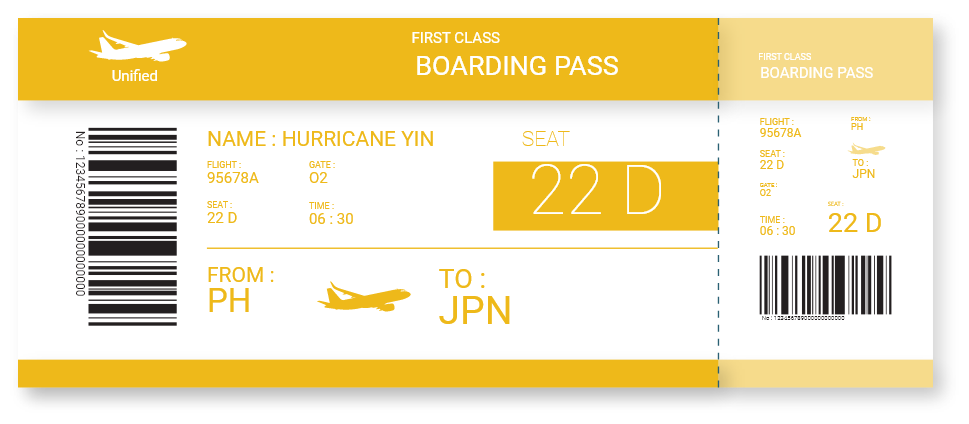 Unified
FIRST CLASS
BOARDING PASS
No : 1234567890000000000000
NAME : HURRICANE YIN
FLIGHT :
95678A
GATE :
O2
SEAT :
22 D
TIME :
06 : 30
SEAT
22 D
FROM :
PH
TO :
JPN
FIRST CLASS
BOARDING PASS
FLIGHT :
95678A
FROM :
PH
SEAT :
22 D
TO :
JPN
GATE :
O2
SEAT :
22 D
TIME :
06 : 30
No : 1234567890000000000000